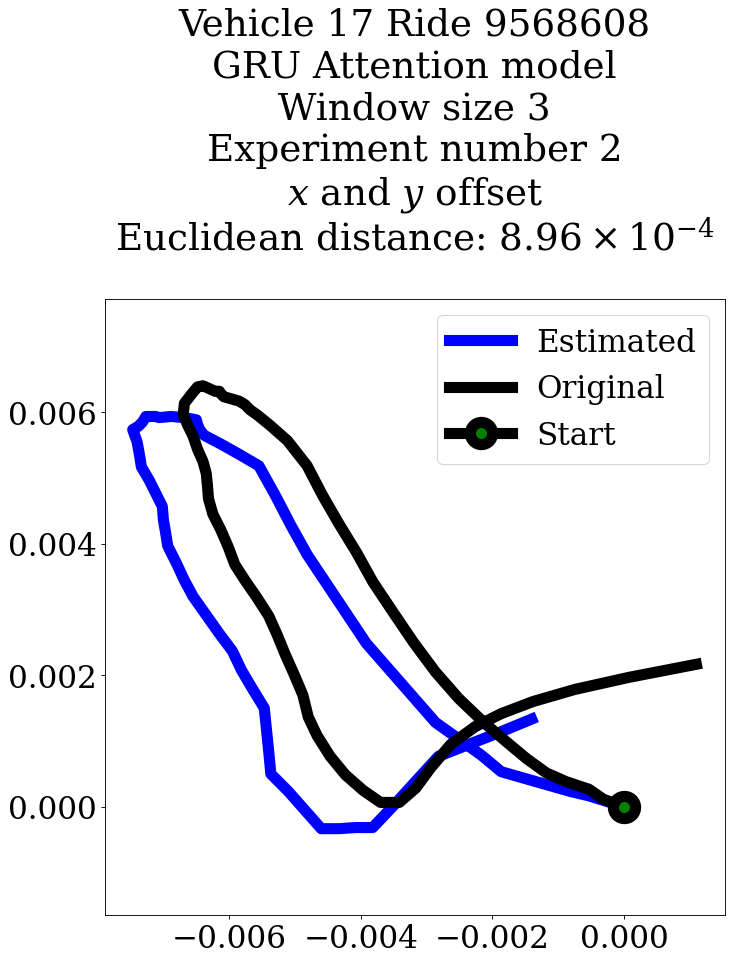 Vehicle 17 Ride 9568608
GRU Attention model
Window size 3
Experiment number 2
x and y offset
Euclidean distance: 8.96 × 10⁻⁴
Estimated
Original
Start
0.006
0.004
0.002
0.000
−0.006 −0.004 −0.002 0.000